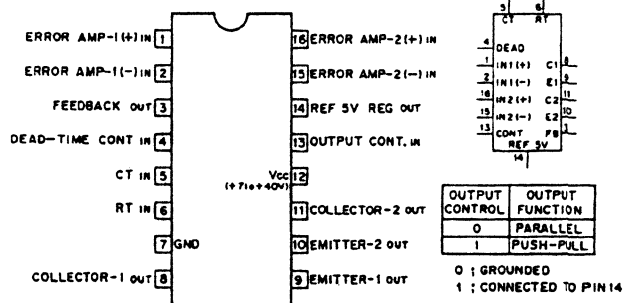 ERROR AMP-1(+) IN 1
16 ERROR AMP-2(+) IN
ERROR AMP-1(-) IN 2
15 ERROR AMP-2(-) IN
FEEDBACK OUT 3
14 REF 5V REG OUT
DEAD-TIME CONT IN 4
13 OUTPUT CONT. IN
CT IN 5
Vcc 12
(+7 to +40V)
RT IN 6
11 COLLECTOR-2 OUT
7 GND
10 EMITTER-2 OUT
COLLECTOR-1 OUT 8
9 EMITTER-1 OUT
5 6
CT RT
4 DEAD
1 IN1(+) C1 8
2 IN1(-) E1 9
16 IN2(+) C2 11
15 IN2(-) E2 10
13 CONT FB 3
REF 5V
14
OUTPUT CONTROL OUTPUT FUNCTION
0 PARALLEL
1 PUSH-PULL
0 ; GROUNDED
1 ; CONNECTED TO PIN 14